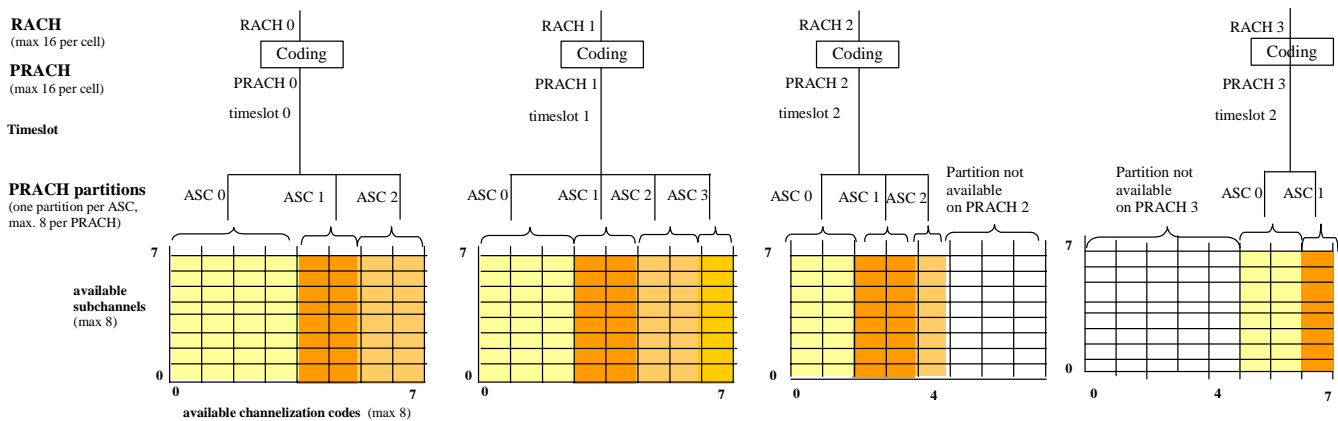 RACH
(max 16 per cell)
PRACH
(max 16 per cell)
Timeslot
PRACH partitions
(one partition per ASC,
max. 8 per PRACH)
available
subchannels
(max 8)
RACH 0
Coding
PRACH 0
timeslot 0
ASC 0
ASC 1
ASC 2
7
0
0
7
available channelization codes (max 8)
RACH 1
Coding
PRACH 1
timeslot 1
ASC 0
ASC 1
ASC 2
ASC 3
7
0
0
7
RACH 2
Coding
PRACH 2
timeslot 2
ASC 0
ASC 1
ASC 2
Partition not
available
on PRACH 2
7
0
0
4
RACH 3
Coding
PRACH 3
timeslot 2
Partition not
available
on PRACH 3
ASC 0
ASC 1
7
0
0
4
7